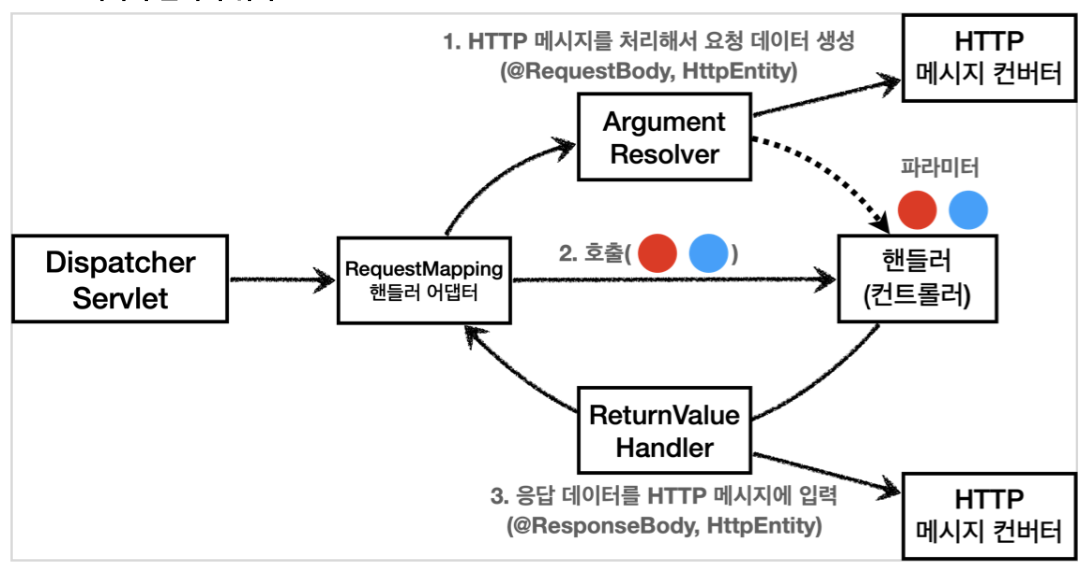 1. HTTP 메시지를 처리해서 요청 데이터 생성
(@RequestBody, HttpEntity)
HTTP
메시지 컨버터
Argument
Resolver
파라미터
Dispatcher
Servlet
RequestMapping
핸들러 어댑터
2. 호출( )
핸들러
(컨트롤러)
ReturnValue
Handler
3. 응답 데이터를 HTTP 메시지에 입력
(@ResponseBody, HttpEntity)
HTTP
메시지 컨버터